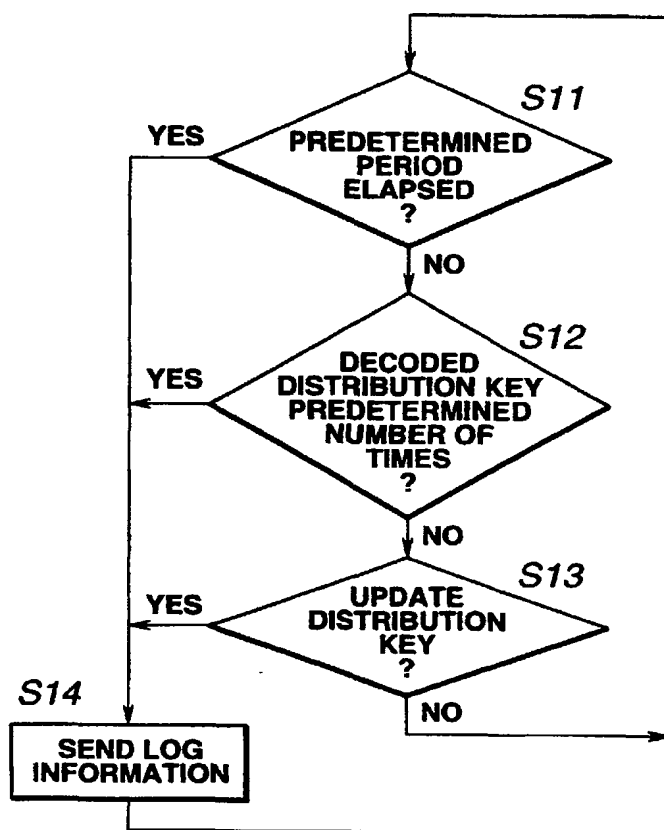 S11
YES
PREDETERMINED
PERIOD
ELAPSED
?
NO
S12
YES
DECODED
DISTRIBUTION KEY
PREDETERMINED
NUMBER OF
TIMES
?
NO
S13
YES
UPDATE
DISTRIBUTION
KEY
?
NO
S14
SEND LOG
INFORMATION